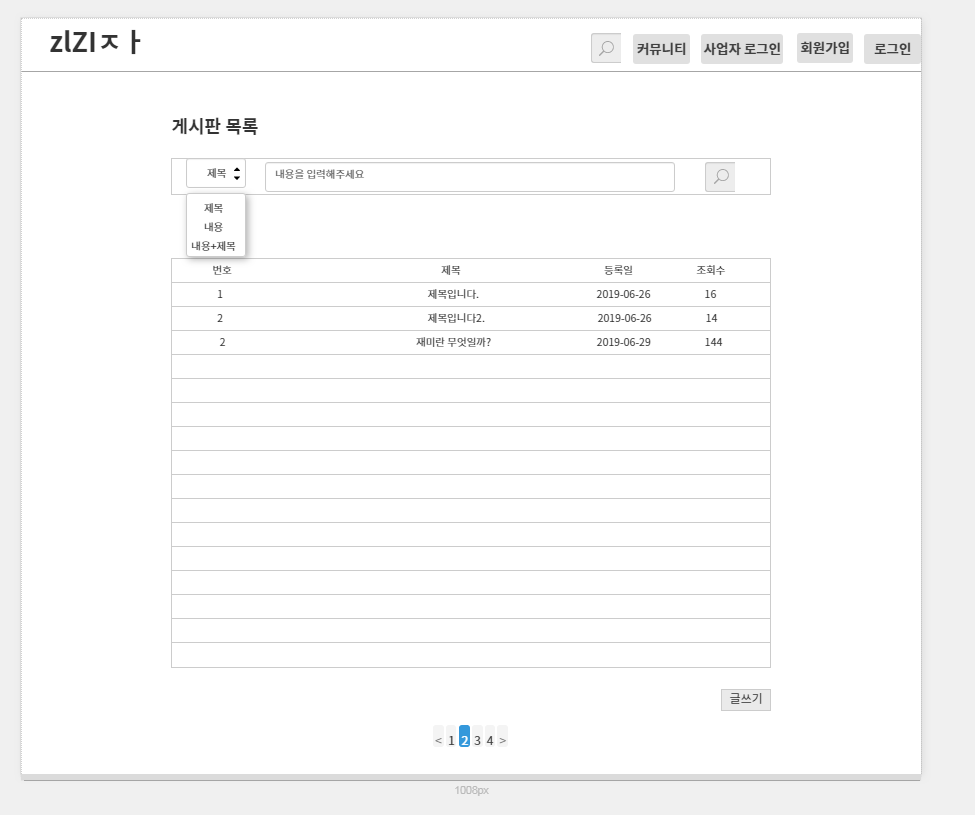 zlZIㅈㅏ
커뮤니티 사업자 로그인 회원가입 로그인
게시판 목록
제목 내용을 입력해주세요
제목
내용
내용+제목
번호 제목 등록일 조회수
1 제목입니다. 2019-06-26 16
2 제목입니다2. 2019-06-26 14
2 재미란 무엇일까? 2019-06-29 144
글쓰기
< 1 2 3 4 >
1008px